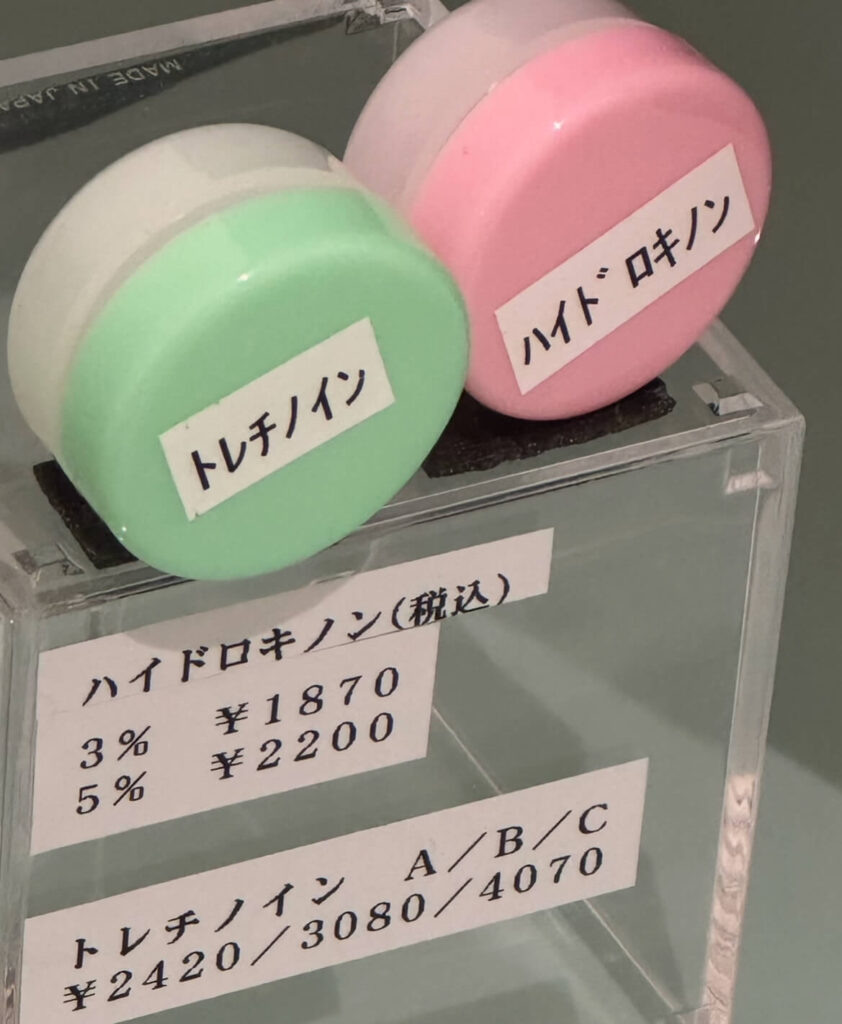 MADE IN JAPA
ハイドロキノン
トレチノイン
ハイドロキノン(税込)
3% ¥1870
5% ¥2200
トレチノイン A/B/C
¥2420/3080/4070